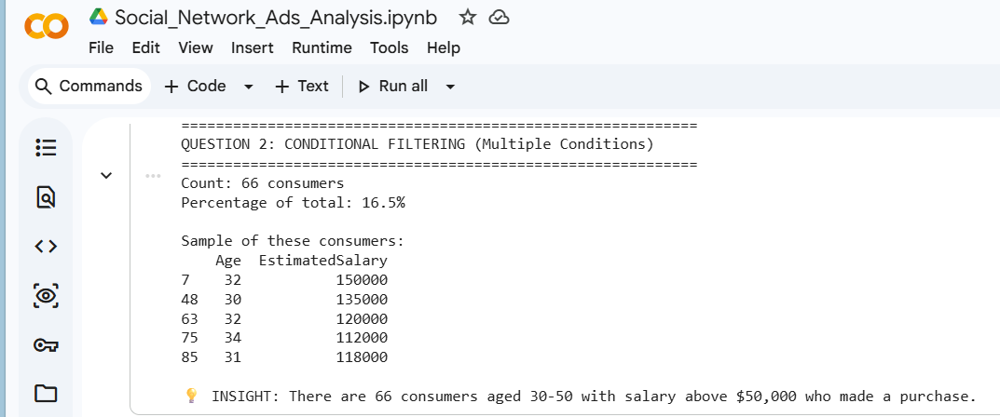 Social_Network_Ads_Analysis.ipynb
File Edit View Insert Runtime Tools Help
Commands + Code + Text Run all
============================================================
QUESTION 2: CONDITIONAL FILTERING (Multiple Conditions)
============================================================
Count: 66 consumers
Percentage of total: 16.5%
Sample of these consumers:
Age EstimatedSalary
7 32 150000
48 30 135000
63 32 120000
75 34 112000
85 31 118000
💡 INSIGHT: There are 66 consumers aged 30-50 with salary above $50,000 who made a purchase.